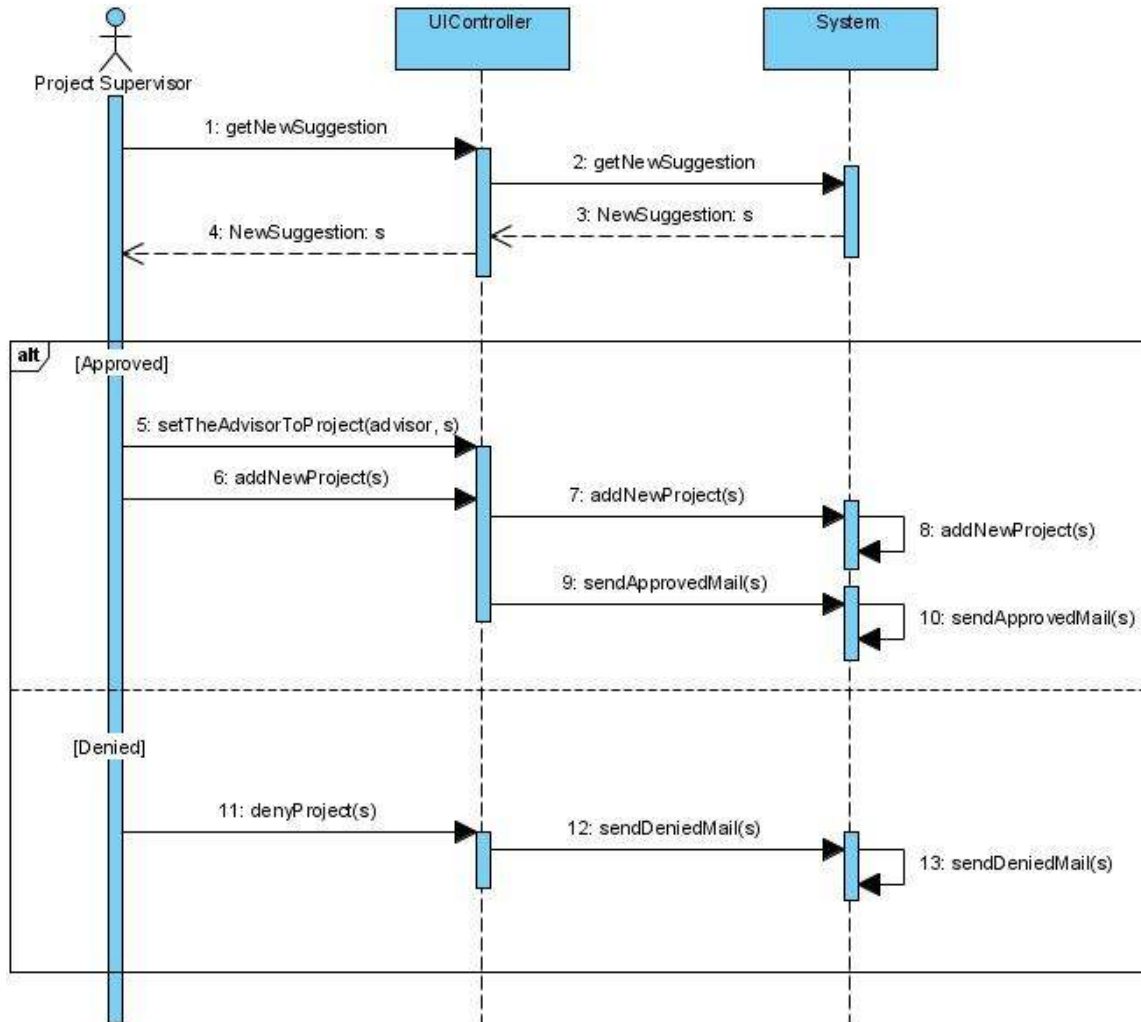 UIController
System
Project Supervisor
1: getNewSuggestion
2: getNewSuggestion
3: NewSuggestion: s
4: NewSuggestion: s
alt
[Approved]
5: setTheAdvisorToProject(advisor, s)
6: addNewProject(s)
7: addNewProject(s)
8: addNewProject(s)
9: sendApprovedMail(s)
10: sendApprovedMail(s)
[Denied]
11: denyProject(s)
12: sendDeniedMail(s)
13: sendDeniedMail(s)